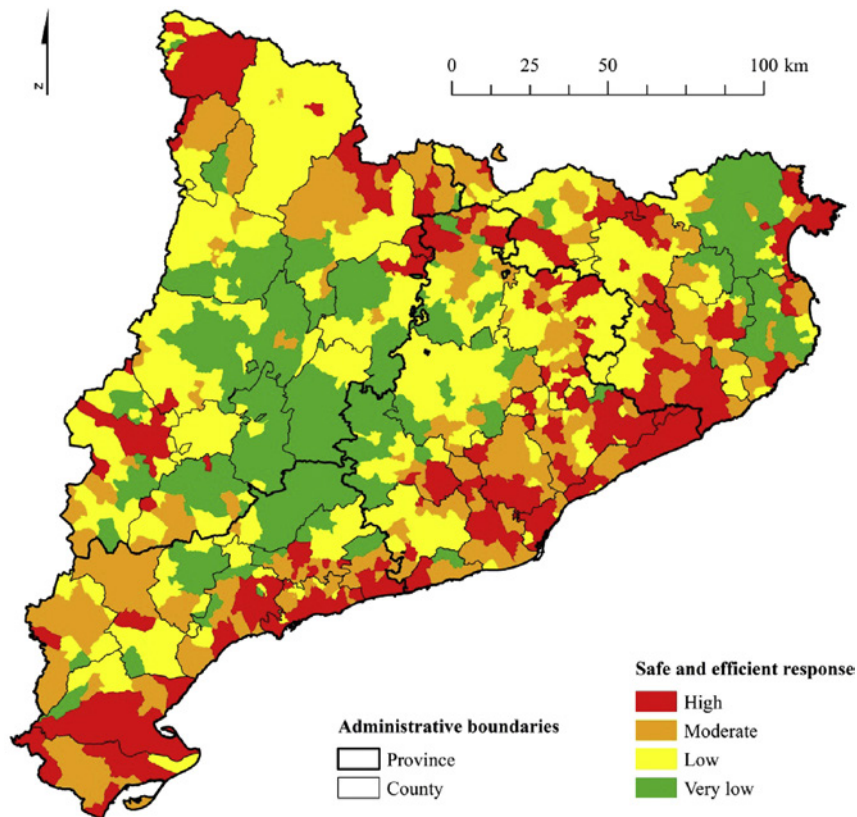 z
0 25 50 100 km
Safe and efficient response
High
Moderate
Low
Very low
Administrative boundaries
Province
County